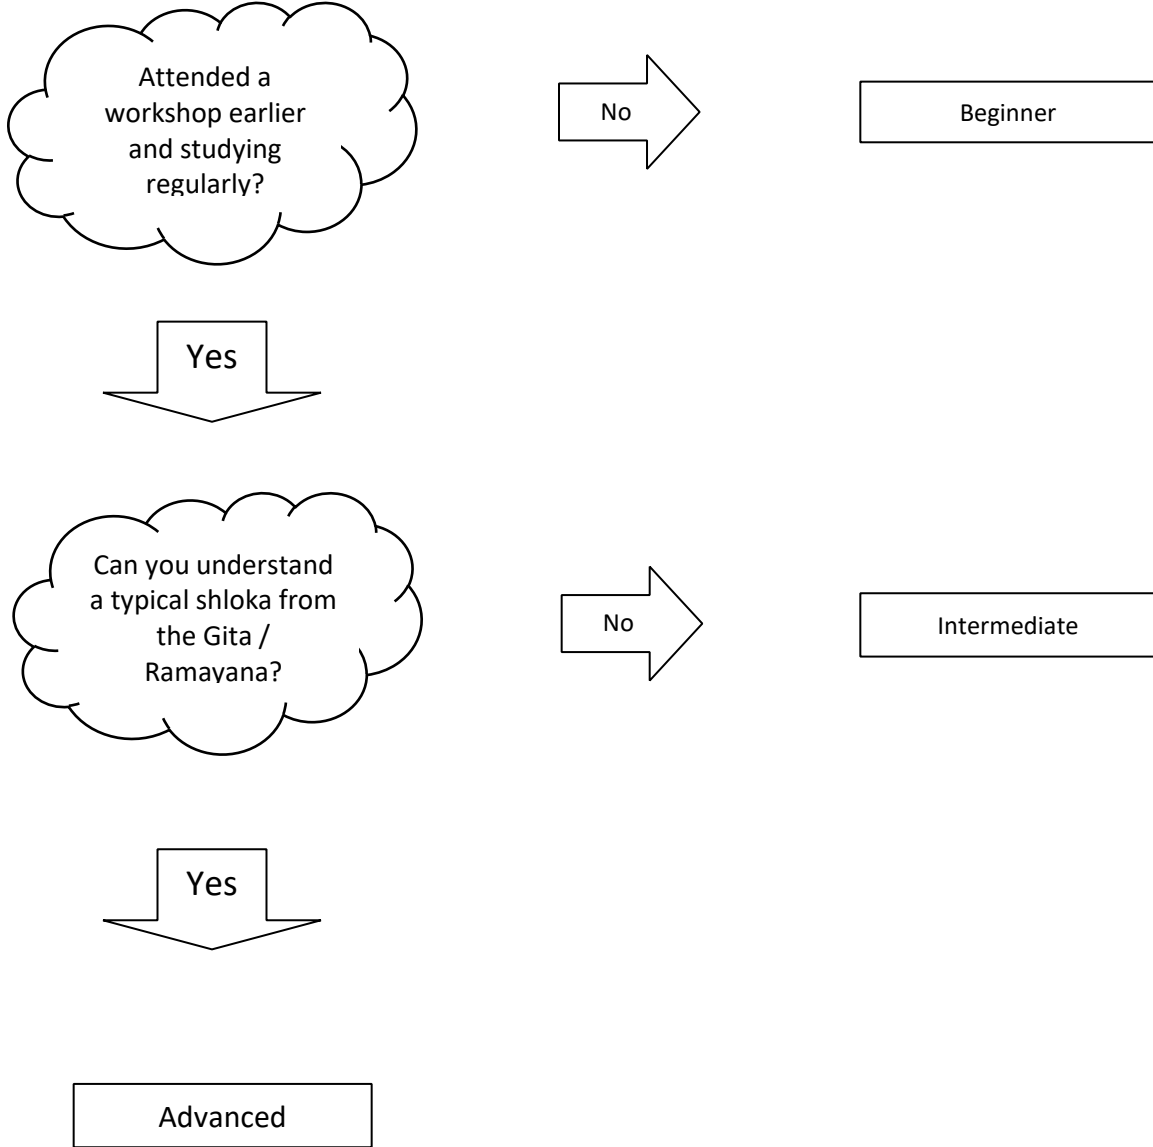 Attended a
workshop earlier
and studying
regularly?
No
Beginner
Yes
Can you understand
a typical shloka from
the Gita /
Ramayana?
No
Intermediate
Yes
Advanced